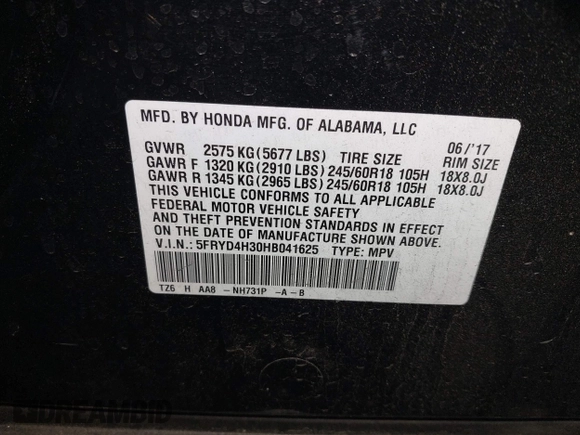 MFD. BY HONDA MFG. OF ALABAMA, LLC
06/'17
GVWR 2575 KG (5677 LBS) TIRE SIZE RIM SIZE
GAWR F 1320 KG (2910 LBS) 245/60R18 105H 18X8.0J
GAWR R 1345 KG (2965 LBS) 245/60R18 105H 18X8.0J
THIS VEHICLE CONFORMS TO ALL APPLICABLE
FEDERAL MOTOR VEHICLE SAFETY
AND THEFT PREVENTION STANDARDS IN EFFECT
ON THE DATE OF MANUFACTURE SHOWN ABOVE.
V.I.N.: 5FRYD4H30HB041625 TYPE: MPV
TZ6 H AA8 - NH731P -A-B
DREAMBID